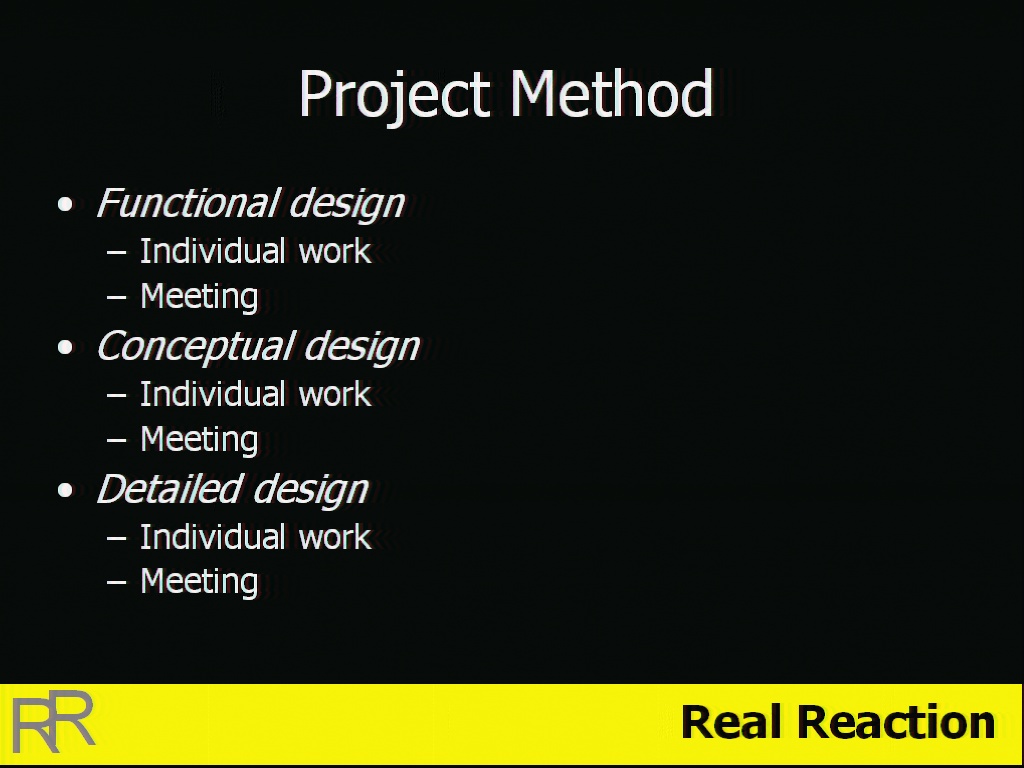 Project Method
• Functional design
– Individual work
– Meeting
• Conceptual design
– Individual work
– Meeting
• Detailed design
– Individual work
– Meeting
RR
Real Reaction